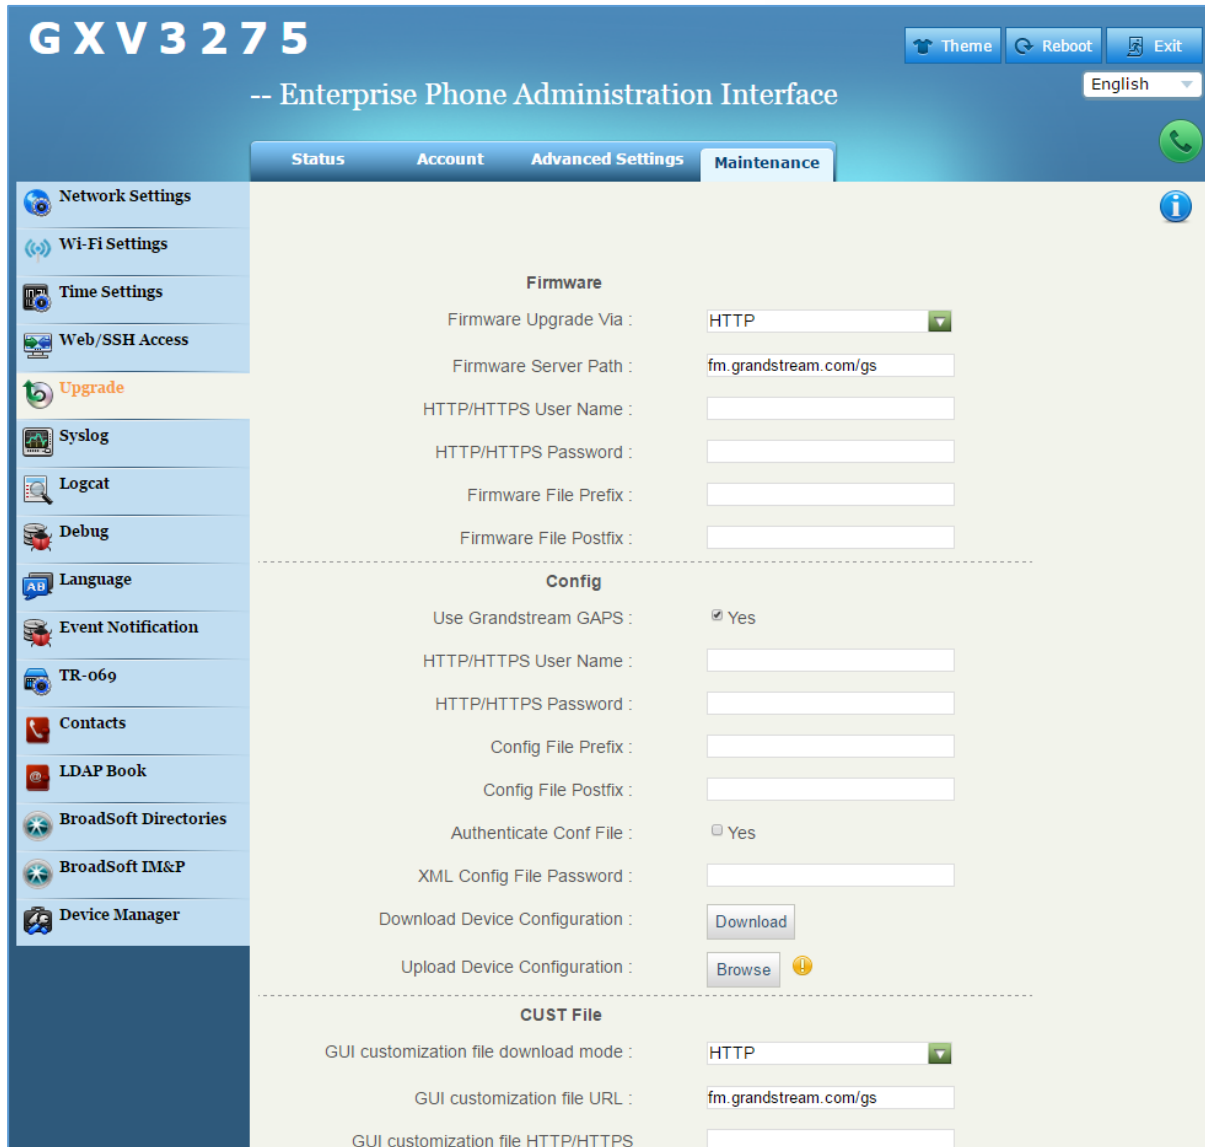 GXV3275
Theme
Reboot
Exit
-- Enterprise Phone Administration Interface
English
Status
Account
Advanced Settings
Maintenance
Network Settings
Wi-Fi Settings
Time Settings
Web/SSH Access
Upgrade
Syslog
Logcat
Debug
Language
Event Notification
TR-069
Contacts
LDAP Book
BroadSoft Directories
BroadSoft IM&P
Device Manager
Firmware
Firmware Upgrade Via : HTTP
Firmware Server Path : fm.grandstream.com/gs
HTTP/HTTPS User Name :
HTTP/HTTPS Password :
Firmware File Prefix :
Firmware File Postfix :
Config
Use Grandstream GAPS : Yes
HTTP/HTTPS User Name :
HTTP/HTTPS Password :
Config File Prefix :
Config File Postfix :
Authenticate Conf File : Yes
XML Config File Password :
Download Device Configuration : Download
Upload Device Configuration : Browse
CUST File
GUI customization file download mode : HTTP
GUI customization file URL : fm.grandstream.com/gs
GUI customization file HTTP/HTTPS